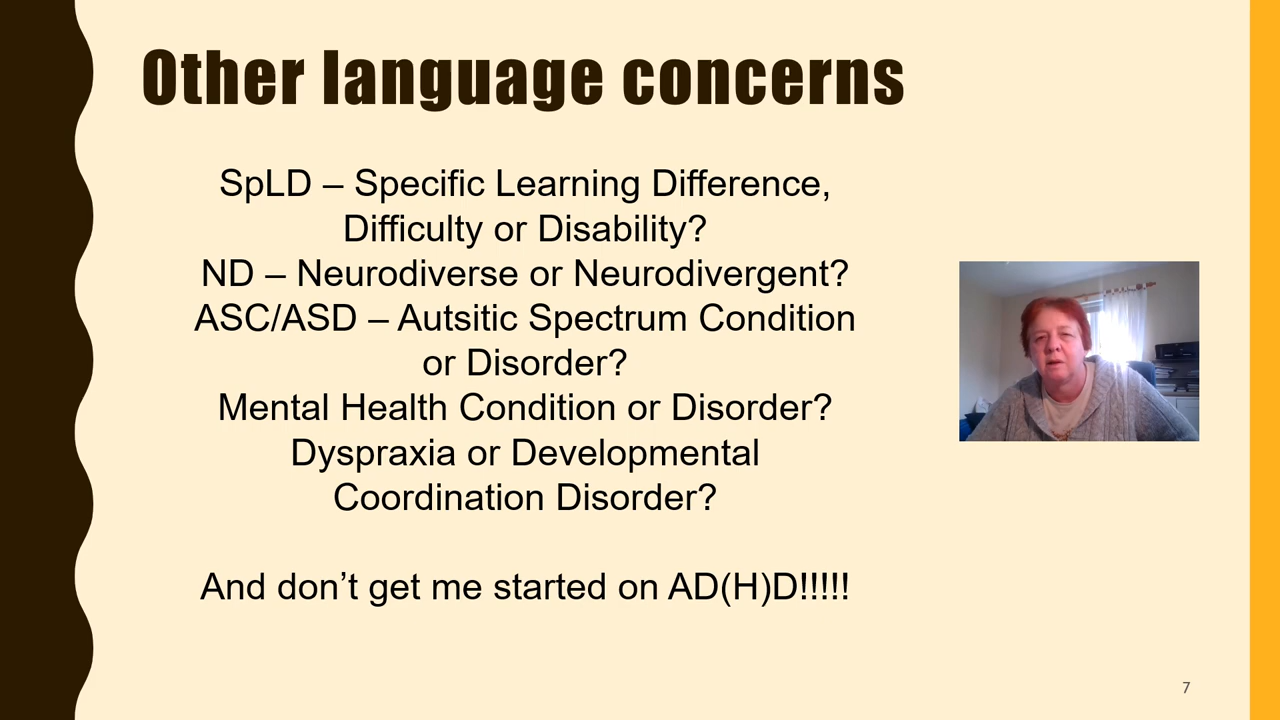 Other language concerns
SpLD – Specific Learning Difference,
Difficulty or Disability?
ND – Neurodiverse or Neurodivergent?
ASC/ASD – Autsitic Spectrum Condition
or Disorder?
Mental Health Condition or Disorder?
Dyspraxia or Developmental
Coordination Disorder?
And don’t get me started on AD(H)D!!!!!
7